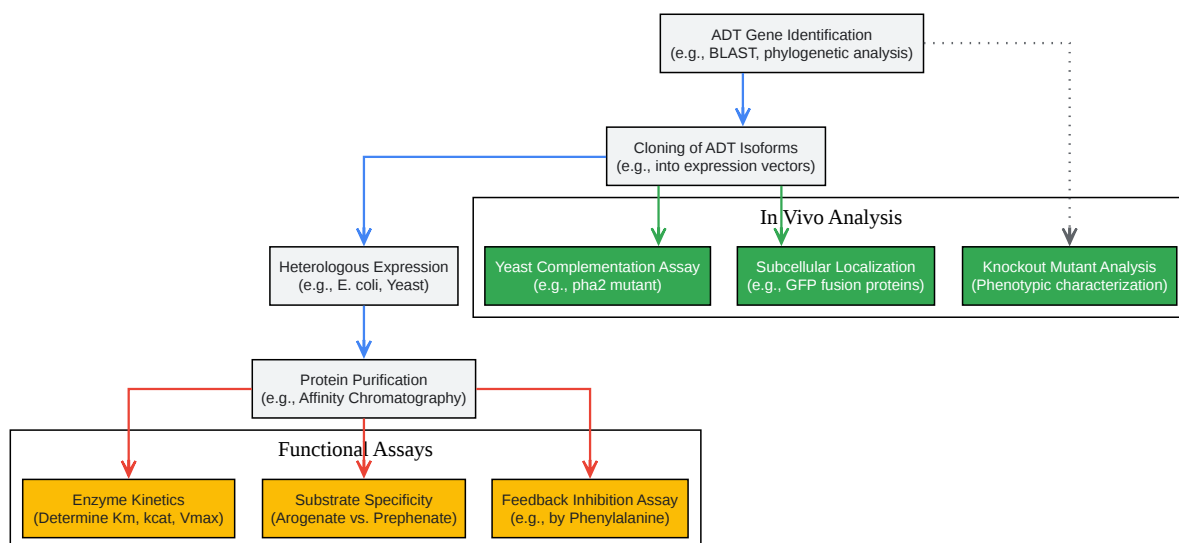 ADT Gene Identification
(e.g., BLAST, phylogenetic analysis)
Cloning of ADT Isoforms
(e.g., into expression vectors)
In Vivo Analysis
Heterologous Expression
(e.g., E. coli, Yeast)
Yeast Complementation Assay
(e.g., pha2 mutant)
Subcellular Localization
(e.g., GFP fusion proteins)
Knockout Mutant Analysis
(Phenotypic characterization)
Protein Purification
(e.g., Affinity Chromatography)
Functional Assays
Enzyme Kinetics
(Determine Km, kcat, Vmax)
Substrate Specificity
(Arogenate vs. Prephenate)
Feedback Inhibition Assay
(e.g., by Phenylalanine)